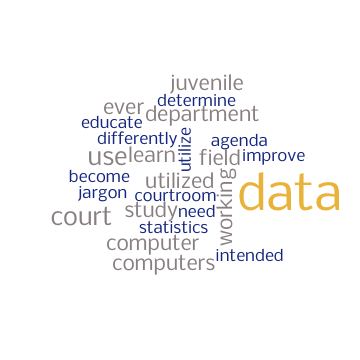 juvenile
determine
ever
department
educate
differently
utilize
agenda
use
learn
field
improve
become
utilized
working
data
jargon
courtroom
court
study
need
statistics
computer
intended
computers